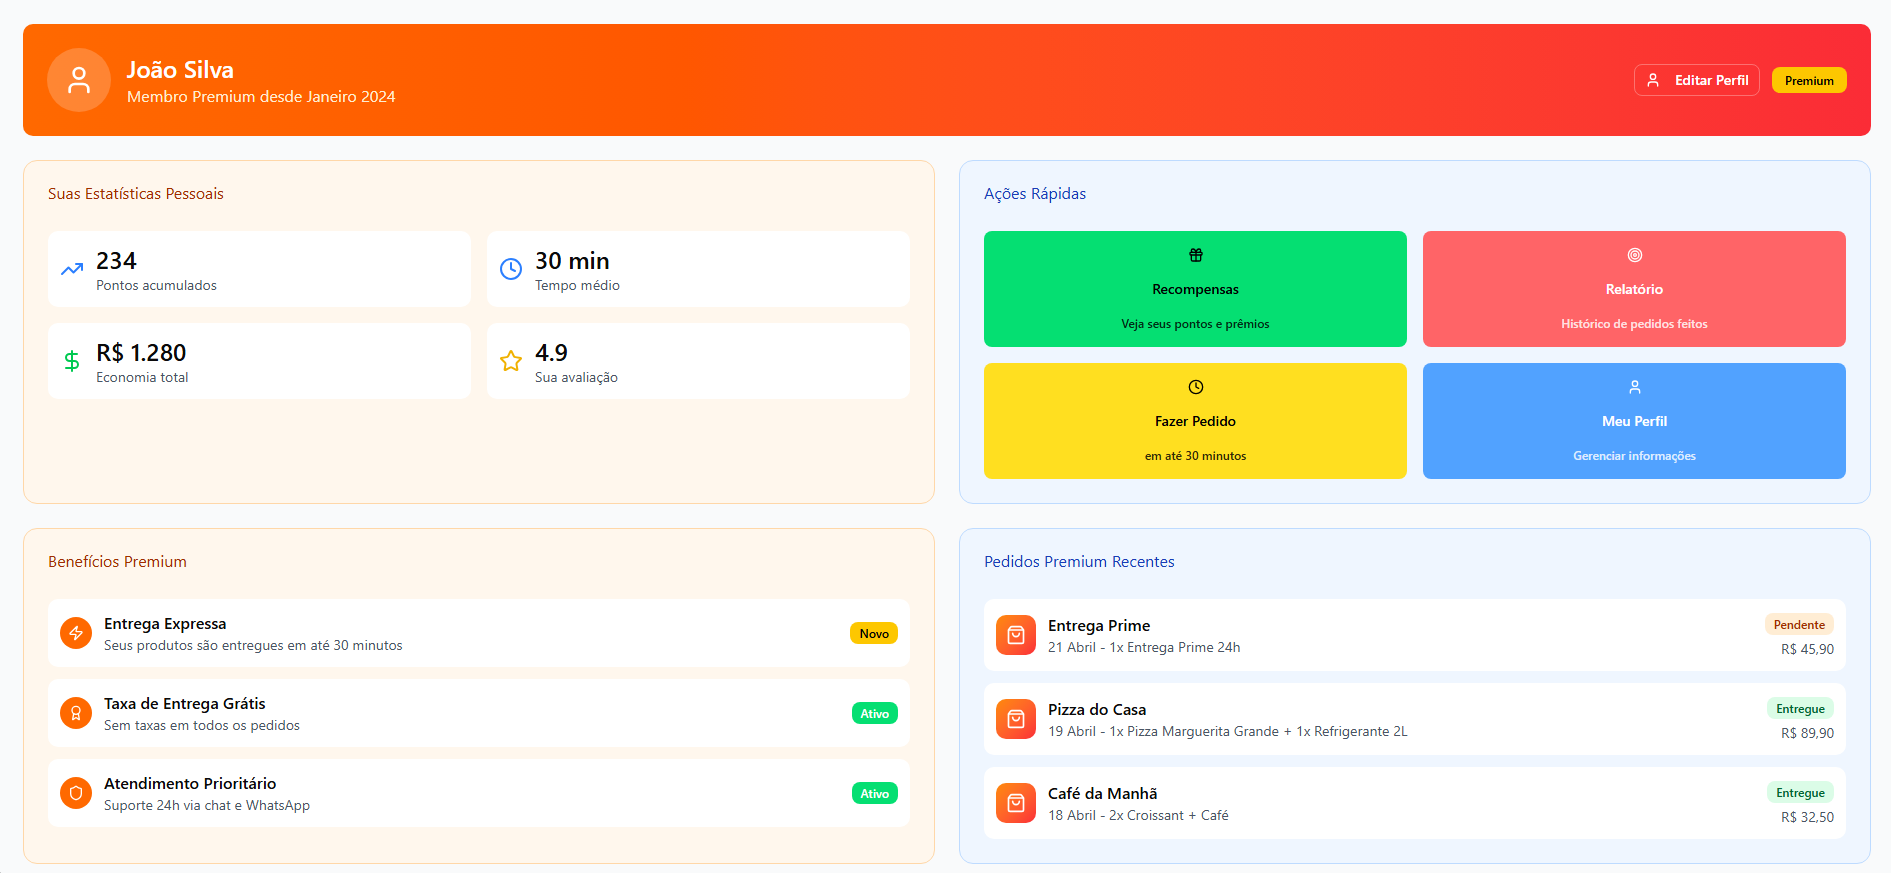 João Silva
Membro Premium desde Janeiro 2024
Editar Perfil
Premium
Suas Estatísticas Pessoais
234
Pontos acumulados
30 min
Tempo médio
R$ 1.280
Economia total
4.9
Sua avaliação
Ações Rápidas
Recompensas
Veja seus pontos e prêmios
Relatório
Histórico de pedidos feitos
Fazer Pedido
em até 30 minutos
Meu Perfil
Gerenciar informações
Benefícios Premium
Entrega Expressa
Seus produtos são entregues em até 30 minutos
Novo
Taxa de Entrega Grátis
Sem taxas em todos os pedidos
Ativo
Atendimento Prioritário
Suporte 24h via chat e WhatsApp
Ativo
Pedidos Premium Recentes
Entrega Prime
21 Abril - 1x Entrega Prime 24h
Pendente
R$ 45,90
Pizza do Casa
19 Abril - 1x Pizza Marguerita Grande + 1x Refrigerante 2L
Entregue
R$ 89,90
Café da Manhã
18 Abril - 2x Croissant + Café
Entregue
R$ 32,50